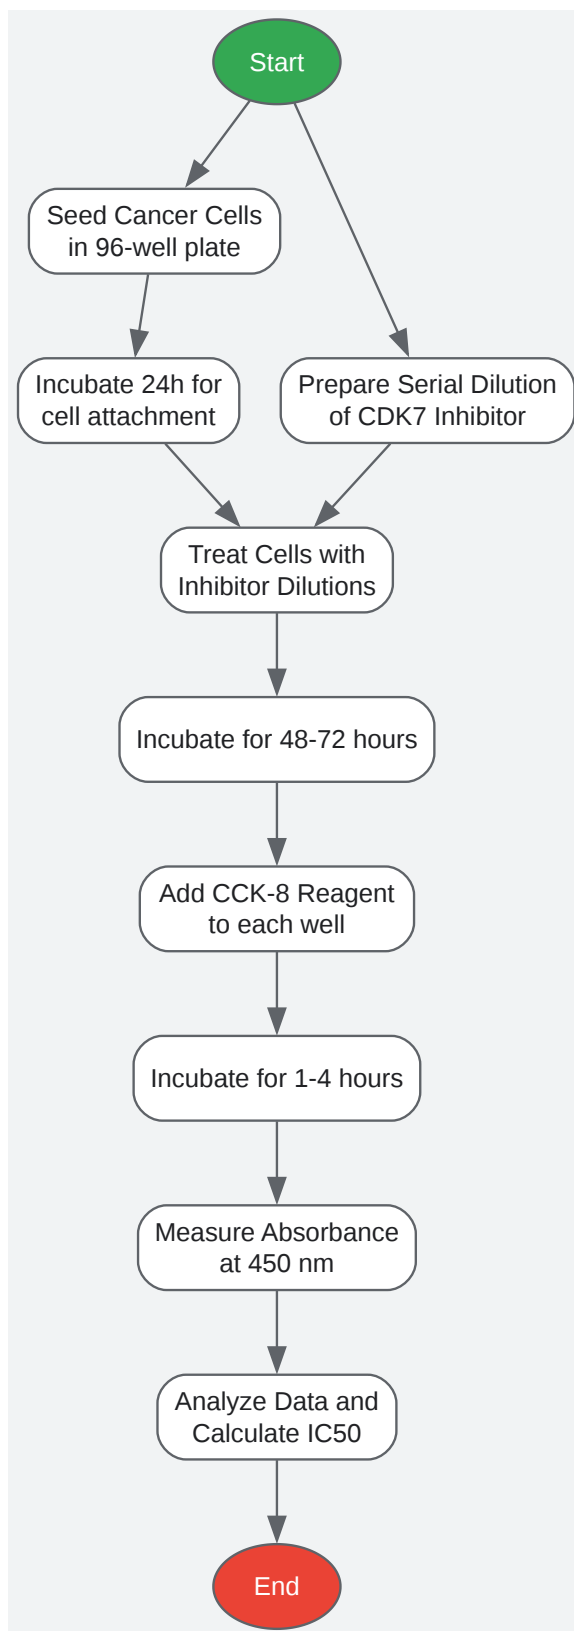 Start
Seed Cancer Cells
in 96-well plate
Incubate 24h for
cell attachment
Prepare Serial Dilution
of CDK7 Inhibitor
Treat Cells with
Inhibitor Dilutions
Incubate for 48-72 hours
Add CCK-8 Reagent
to each well
Incubate for 1-4 hours
Measure Absorbance
at 450 nm
Analyze Data and
Calculate IC50
End